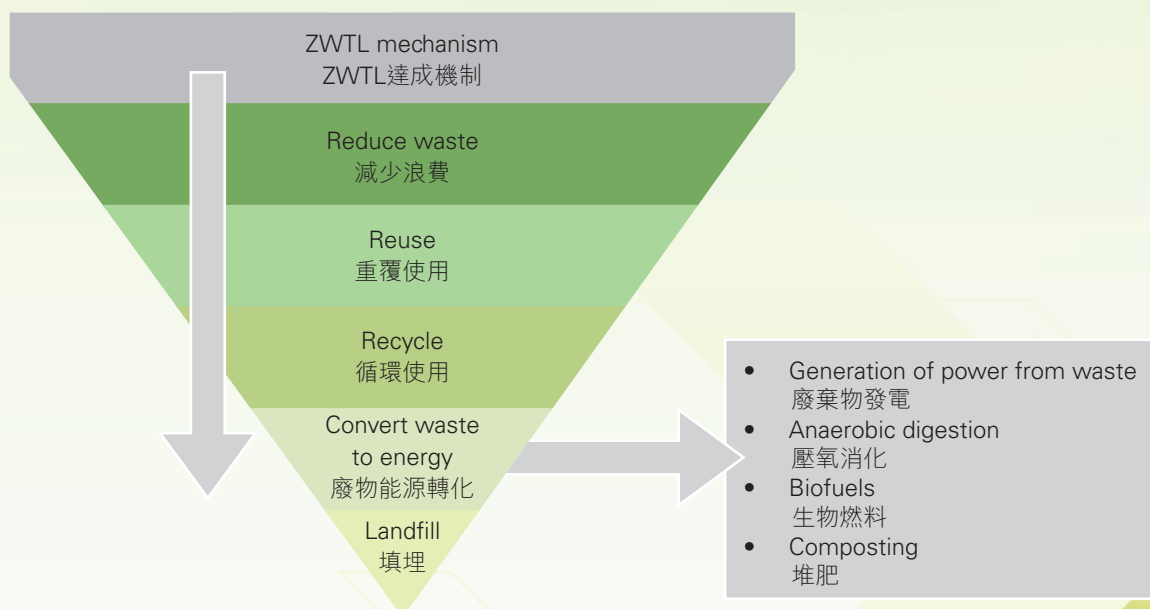 ZWTL mechanism
ZWTL達成機制
Reduce waste
減少浪費
Reuse
重覆使用
Recycle
循環使用
Convert waste
to energy
廢物能源轉化
Landfill
填埋
• Generation of power from waste
廢棄物發電
• Anaerobic digestion
壓氧消化
• Biofuels
生物燃料
• Composting
堆肥